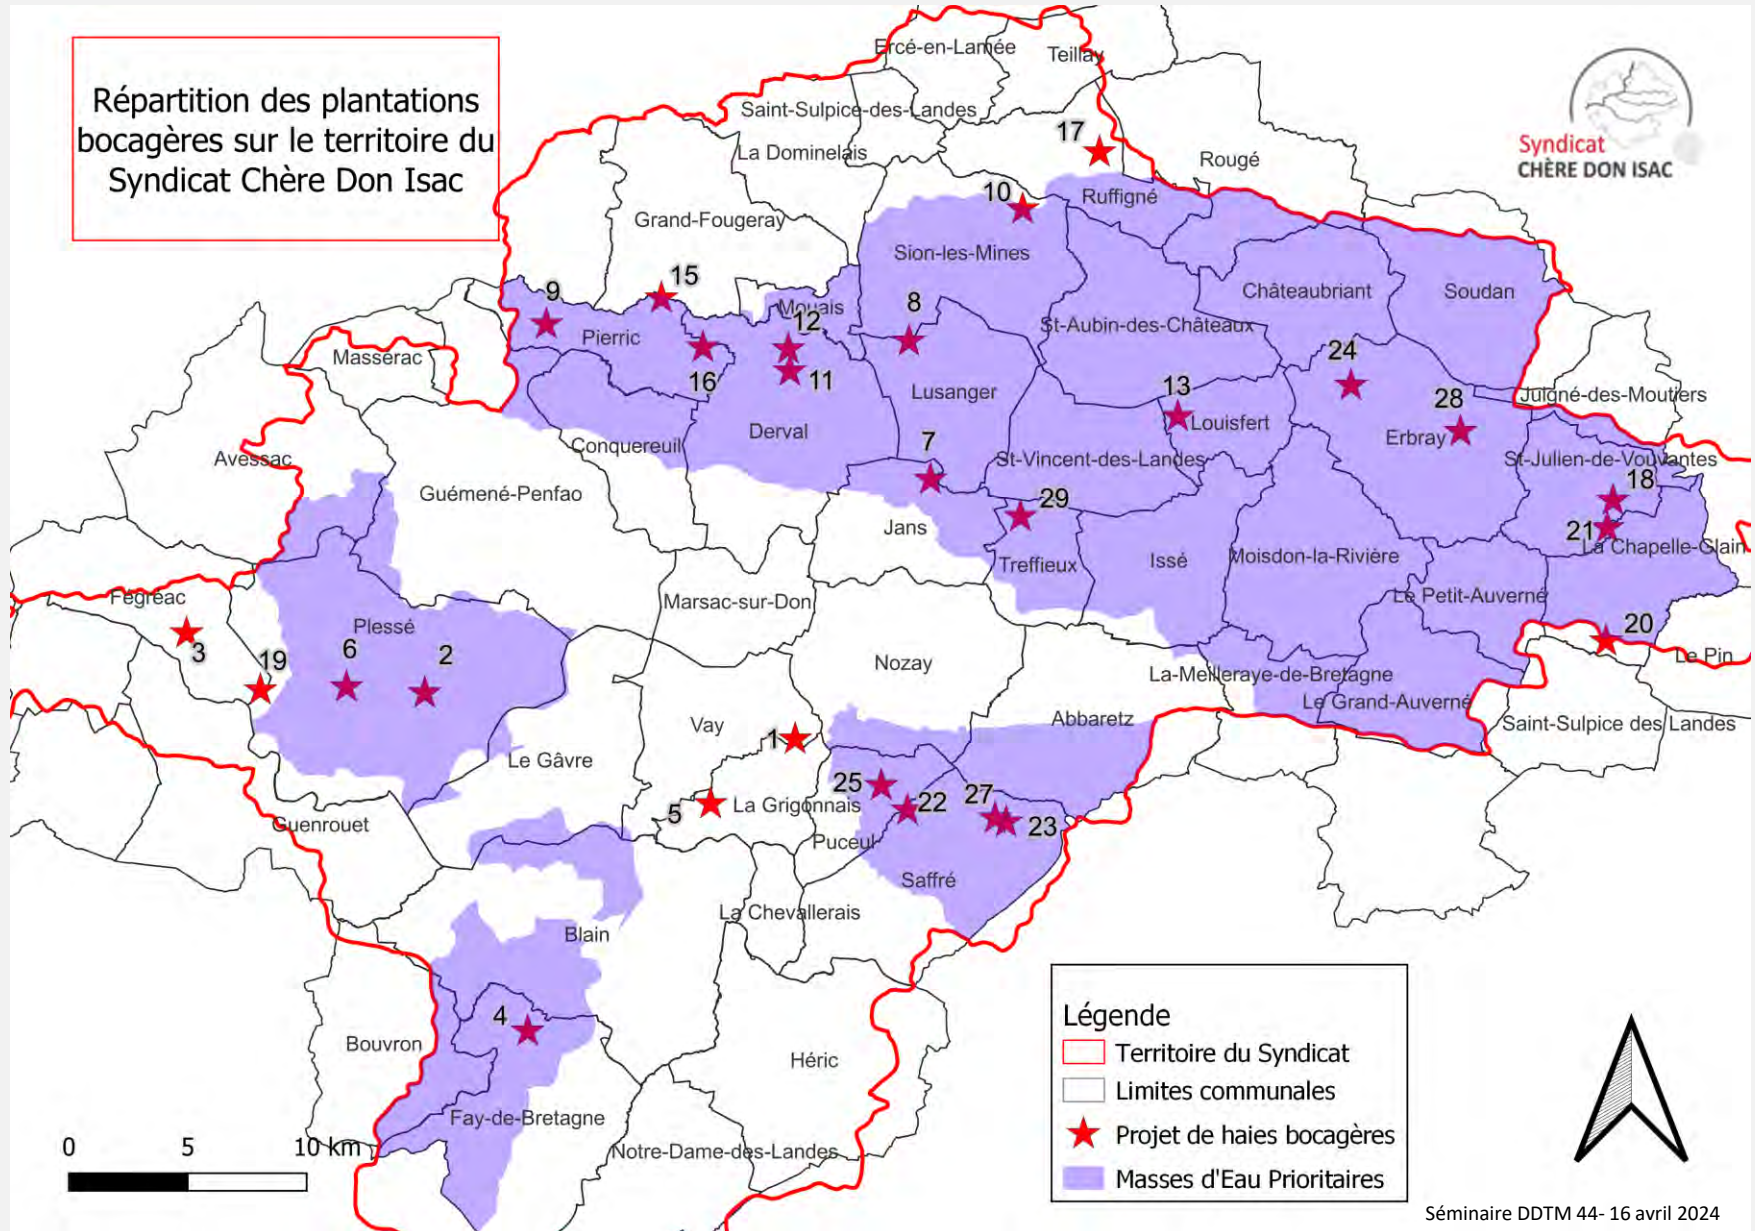 Répartition des plantations
bocagères sur le territoire du
Syndicat Chère Don Isac
Ercé-en-Lamée
Teillay
Saint-Sulpice-des-Landes
La Dominelais
17
Rougé
Syndicat
CHÈRE DON ISAC
10
Ruffigné
Grand-Fougeray
Sion-les-Mines
9
15
Mouais
8
Châteaubriant
Soudan
12
St-Aubin-des-Châteaux
Pierric
Massérac
24
16
11
13
Lusanger
Juigné-des-Moutiers
28
Louisfert
Derval
Erbray
Conquereuil
7
Avessac
St-Vincent-des-Landes
St-Julien-de-Vouvantes
18
Guémené-Penfao
29
Jans
21
La Chapelle-Glain
Treffieux
Issé
Moisdon-la-Rivière
Fégréac
Marsac-sur-Don
Le Petit-Auverné
Plessé
20
3
19
6
2
Nozay
Le Pin
La-Meilleraye-de-Bretagne
Le Grand-Auverné
Vay
1
Abbaretz
Saint-Sulpice des Landes
Le Gâvre
25
27
5
La Grigonnais
22
23
Guenrouet
Puceul
Saffré
La Chevallerais
Blain
4
Bouvron
Héric
Fay-de-Bretagne
Notre-Dame-des-Landes
0 5 10 km
Légende
Territoire du Syndicat
Limites communales
Projet de haies bocagères
Masses d'Eau Prioritaires
Séminaire DDTM 44- 16 avril 2024